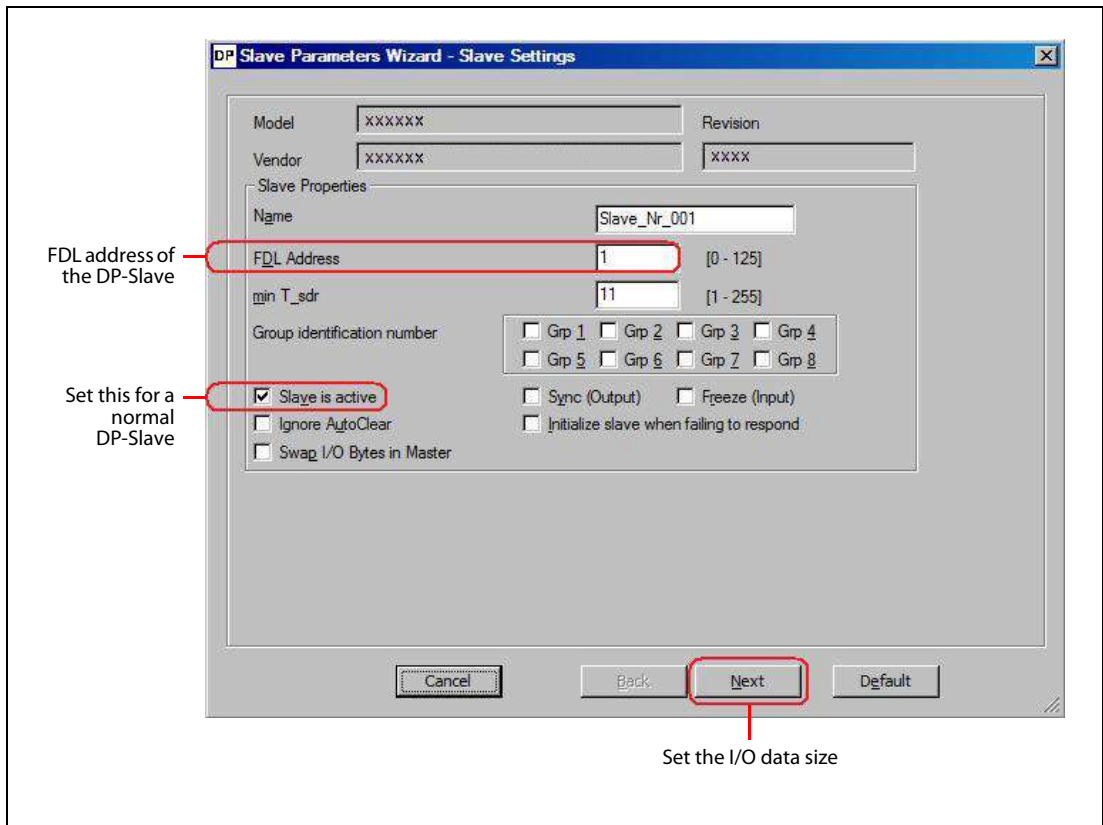 DP Slave Parameters Wizard - Slave Settings
Model xxxxxx Revision
Vendor xxxxxx xxxx
Slave Properties
Name Slave_Nr_001
FDL address of
the DP-Slave
FDL Address 1 [0 - 125]
min T_sdr 11 [1 - 255]
Group identification number Grp 1 Grp 2 Grp 3 Grp 4
Grp 5 Grp 6 Grp 7 Grp 8
Set this for a
normal
DP-Slave
Slave is active Sync (Output) Freeze (Input)
Ignore AutoClear Initialize slave when failing to respond
Swap I/O Bytes in Master
Cancel Back Next Default
Set the I/O data size